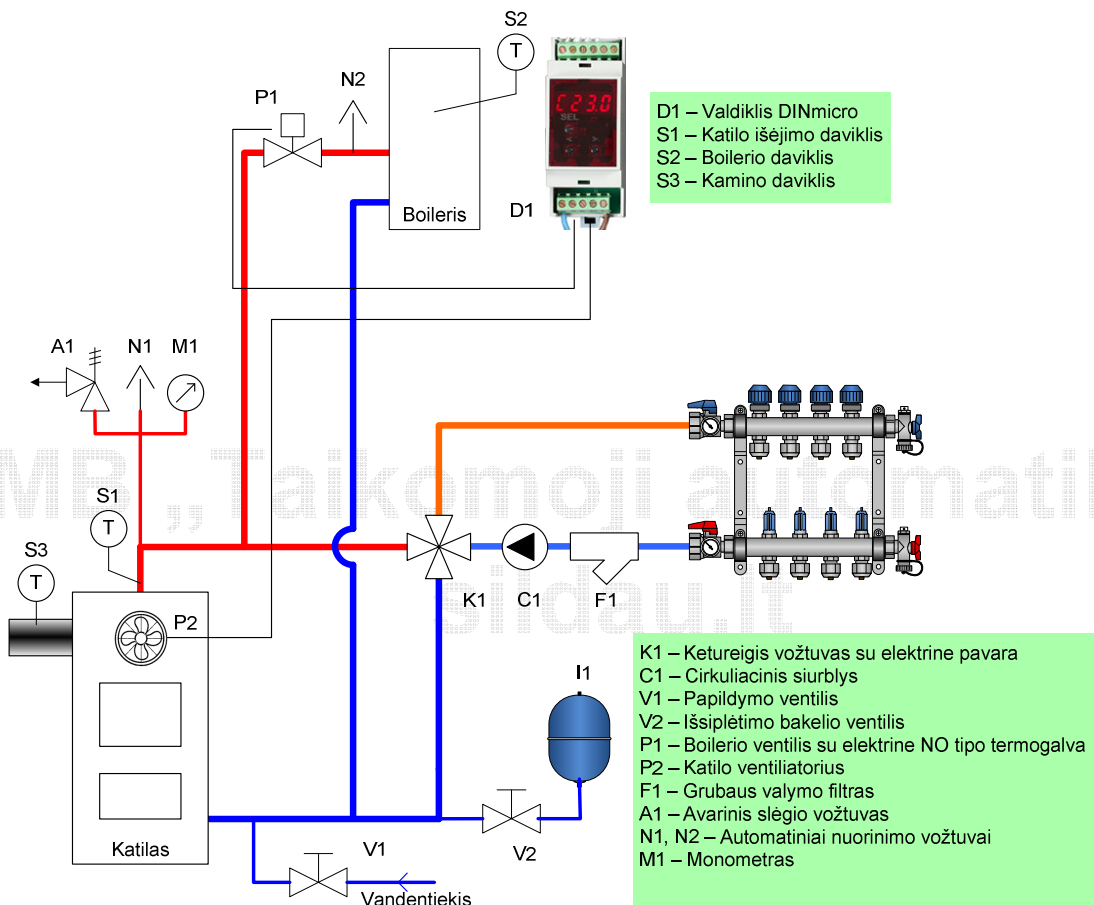 S2
T
N2
P1
C 23.0
SEL
D1 – Valdiklis DINmicro
S1 – Katilo išėjimo daviklis
S2 – Boilerio daviklis
S3 – Kamino daviklis
D1
Boileris
A1
N1
M1
MB ,,Taikomoji automatil
sildau.lt
S1
T
S3
T
P2
K1
C1
F1
K1 – Ketureigis vožtuvas su elektrine pavara
C1 – Cirkuliacinis siurblys
V1 – Papildymo ventilis
V2 – Išsiplėtimo bakelio ventilis
P1 – Boilerio ventilis su elektrine NO tipo termogalva
P2 – Katilo ventiliatorius
F1 – Grubaus valymo filtras
A1 – Avarinis slėgio vožtuvas
N1, N2 – Automatiniai nuorinimo vožtuvai
M1 – Monometras
I1
Katilas
V1
V2
Vandentiekis